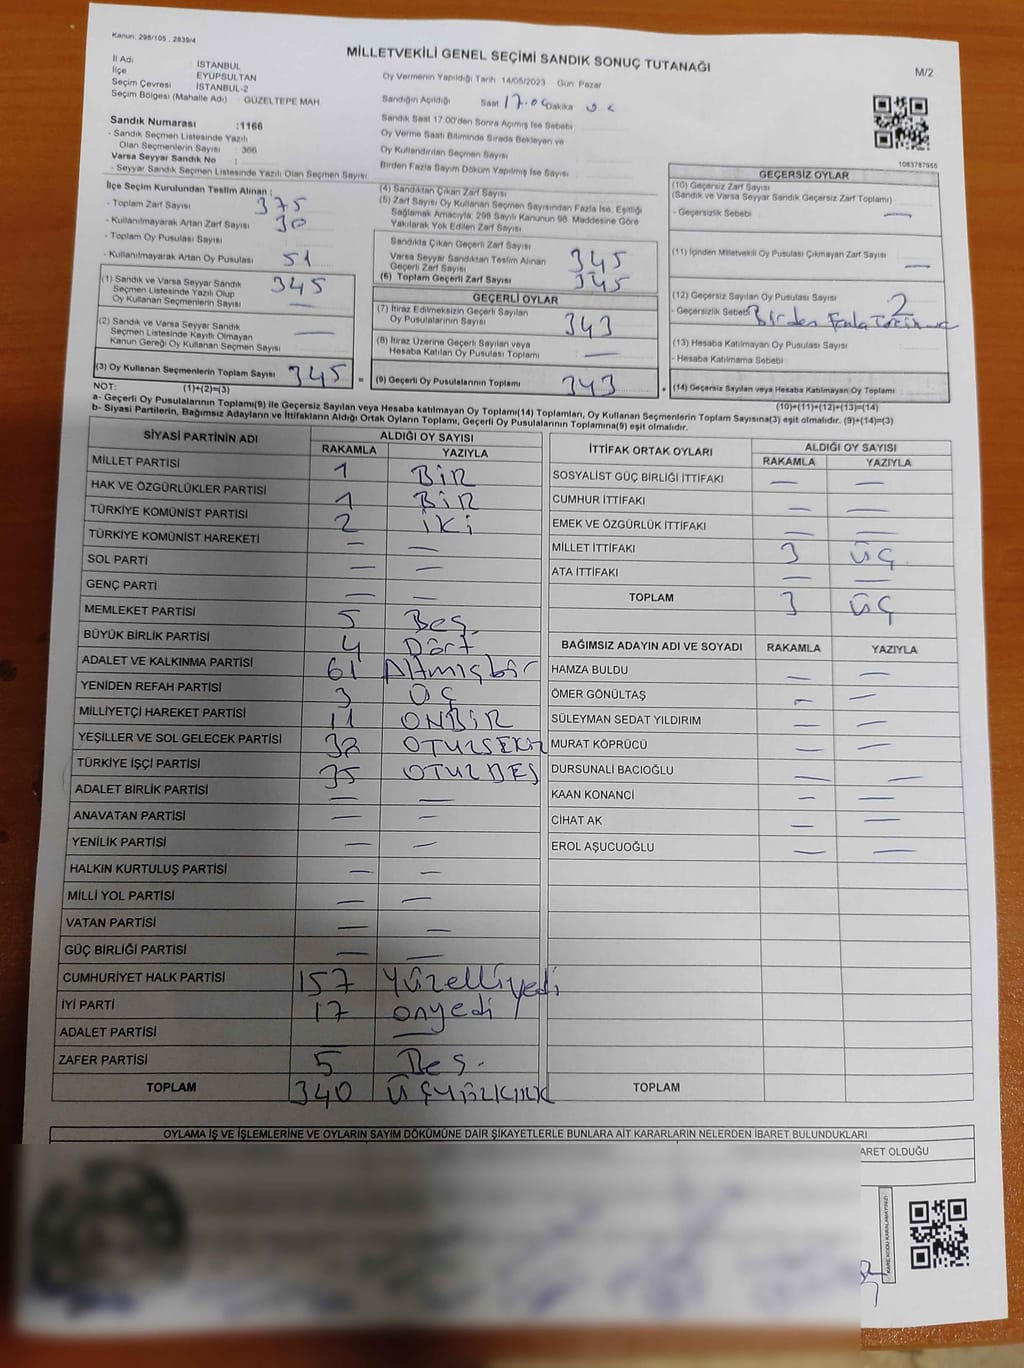 Kanun: 298/105 , 2839/4
MİLLETVEKİLİ GENEL SEÇİMİ SANDIK SONUÇ TUTANAĞI
M/2
İl Adı İSTANBUL
İlçe EYÜPSULTAN
Seçim Çevresi İSTANBUL-2
Seçim Bölgesi (Mahalle Adı) GÜZELTEPE MAH
Oy Vermenin Yapıldığı Tarih 14/05/2023 Gün Pazar
Sandığın Açıldığı Saat 17.00 Dakika
Sandık Saat 17.00'den Sonra Açımış İse Sebebi
Oy Verme Saati Bitiminde Sırada Bekleyen ve
Oy Kullandırılan Seçmen Sayısı
Birden Fazla Sayım Döküm Yapılmış İse Sayısı
1083787955
Sandık Numarası :1166
- Sandık Seçmen Listesinde Yazılı
Olan Seçmenlerin Sayısı 366
Varsa Seyyar Sandık No :
- Seyyar Sandık Seçmen Listesinde Yazılı Olan Seçmen Sayısı
İlçe Seçim Kurulundan Teslim Alınan :
- Toplam Zarf Sayısı 375
- Kullanılmayarak Artan Zarf Sayısı 30
- Toplam Oy Pusulası Sayısı
- Kullanılmayarak Artan Oy Pusulası 51
(1) Sandık ve Varsa Seyyar Sandık
Seçmen Listesinde Yazılı Olup
Oy Kullanan Seçmenlerin Sayısı 345
(2) Sandık ve Varsa Seyyar Sandık
Seçmen Listesinde Kayıtlı Olmayan
Kanun Gereği Oy Kullanan Seçmen Sayısı —
(3) Oy Kullanan Seçmenlerin Toplam Sayısı 345 =
(4) Sandıktan Çıkan Zarf Sayısı
(5) Zarf Sayısı Oy Kullanan Seçmen Sayısından Fazla İse, Eşitliği
Sağlamak Amacıyla; 298 Sayılı Kanunun 98. Maddesine Göre
Yakılarak Yok Edilen Zarf Sayısı
Sandıkta Çıkan Geçerli Zarf Sayısı
Varsa Seyyar Sandıktan Teslim Alınan
Geçerli Zarf Sayısı 345
(6) Toplam Geçerli Zarf Sayısı 345
GEÇERLİ OYLAR
(7) İtiraz Edilmeksizin Geçerli Sayılan
Oy Pusulalarının Sayısı 343
(8) İtiraz Üzerine Geçerli Sayılan veya
Hesaba Katılan Oy Pusulası Toplamı —
(9) Geçerli Oy Pusulalarının Toplamı 343 +
GEÇERSİZ OYLAR
(10) Geçersiz Zarf Sayısı
(Sandık ve Varsa Seyyar Sandık Geçersiz Zarf Toplamı)
- Geçersizlik Sebebi —
(11) İçinden Milletvekili Oy Pusulası Çıkmayan Zarf Sayısı —
(12) Geçersiz Sayılan Oy Pusulası Sayısı 2
- Geçersizlik Sebebi Birden Fazla
(13) Hesaba Katılmayan Oy Pusulası Sayısı
- Hesaba Katılmama Sebebi
(14) Geçersiz Sayılan veya Hesaba Katılmayan Oy Toplamı
NOT: (1)+(2)=(3) (10)+(11)+(12)+(13)=(14)
a- Geçerli Oy Pusulalarının Toplamı(9) ile Geçersiz Sayılan veya Hesaba katılmayan Oy Toplamı(14) Toplamları, Oy Kullanan Seçmenlerin Toplam Sayısına(3) eşit olmalıdır. (9)+(14)=(3)
b- Siyasi Partilerin, Bağımsız Adayların ve İttifakların Aldığı Ortak Oyların Toplamı, Geçerli Oy Pusulalarının Toplamına(9) eşit olmalıdır.
SİYASİ PARTİNİN ADI ALDIĞI OY SAYISI
RAKAMLA YAZIYLA
MİLLET PARTİSİ 1 BİR
HAK VE ÖZGÜRLÜKLER PARTİSİ 1 BİR
TÜRKİYE KOMÜNİST PARTİSİ 2 İKİ
TÜRKİYE KOMÜNİST HAREKETİ — —
SOL PARTİ — —
GENÇ PARTİ — —
MEMLEKET PARTİSİ 5 Beş
BÜYÜK BİRLİK PARTİSİ 4 Dört
ADALET VE KALKINMA PARTİSİ 61 Altmışbir
YENİDEN REFAH PARTİSİ 3 ÜÇ
MİLLİYETÇİ HAREKET PARTİSİ 11 ONBİR
YEŞİLLER VE SOL GELECEK PARTİSİ 38 OTUZSEKİZ
TÜRKİYE İŞÇİ PARTİSİ 35 OTUZBEŞ
ADALET BİRLİK PARTİSİ — —
ANAVATAN PARTİSİ — —
YENİLİK PARTİSİ — —
HALKIN KURTULUŞ PARTİSİ — —
MİLLİ YOL PARTİSİ — —
VATAN PARTİSİ — —
GÜÇ BİRLİĞİ PARTİSİ — —
CUMHURİYET HALK PARTİSİ 157 Yüzelliyedi
İYİ PARTİ 17 onyedi
ADALET PARTİSİ —
ZAFER PARTİSİ 5 Beş.
TOPLAM 340 ÜÇYÜZKIRK
İTTİFAK ORTAK OYLARI ALDIĞI OY SAYISI
RAKAMLA YAZIYLA
SOSYALİST GÜÇ BİRLİĞİ İTTİFAKI — —
CUMHUR İTTİFAKI — —
EMEK VE ÖZGÜRLÜK İTTİFAKI — —
MİLLET İTTİFAKI 3 ÜÇ
ATA İTTİFAKI — —
TOPLAM 3 ÜÇ
BAĞIMSIZ ADAYIN ADI VE SOYADI RAKAMLA YAZIYLA
HAMZA BULDU — —
ÖMER GÖNÜLTAŞ — —
SÜLEYMAN SEDAT YILDIRIM — —
MURAT KÖPRÜCÜ — —
DURSUNALİ BACIOĞLU — —
KAAN KONANCİ — —
CİHAT AK — —
EROL AŞUCUOĞLU — —
TOPLAM
OYLAMA İŞ VE İŞLEMLERİNE VE OYLARIN SAYIM DÖKÜMÜNE DAİR ŞİKAYETLERLE BUNLARA AİT KARARLARIN NELERDEN İBARET BULUNDUKLARI
ARET OLDUĞU
KARE KODU KARALAMAYINIZ!